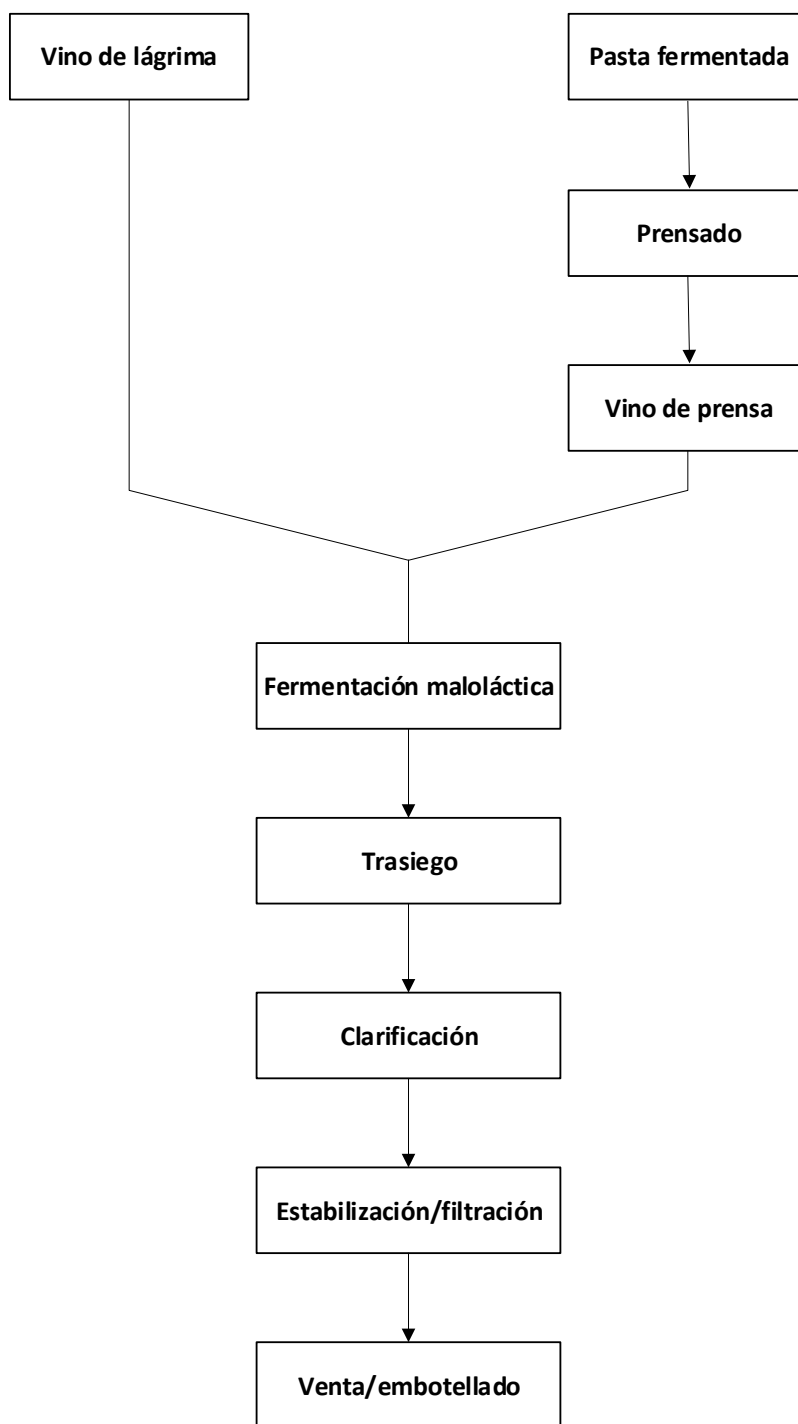 Vino de lágrima
Pasta fermentada
Prensado
Vino de prensa
Fermentación maloláctica
Trasiego
Clarificación
Estabilización/filtración
Venta/embotellado